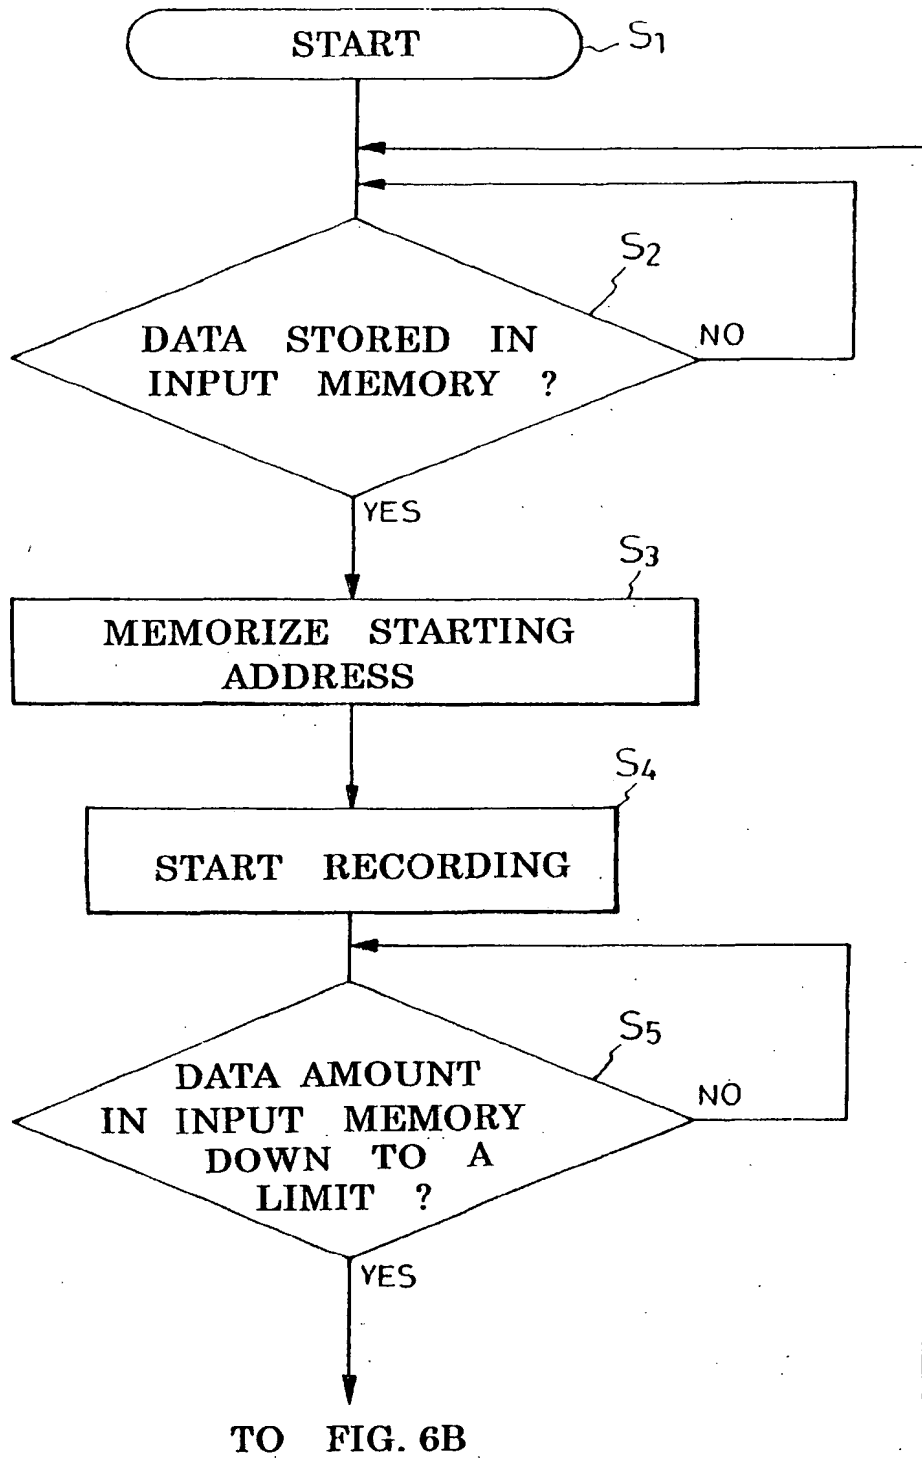 START
S1
S2
DATA STORED IN
INPUT MEMORY ?
NO
YES
S3
MEMORIZE STARTING
ADDRESS
S4
START RECORDING
S5
DATA AMOUNT
IN INPUT MEMORY
DOWN TO A
LIMIT ?
NO
YES
TO FIG. 6B